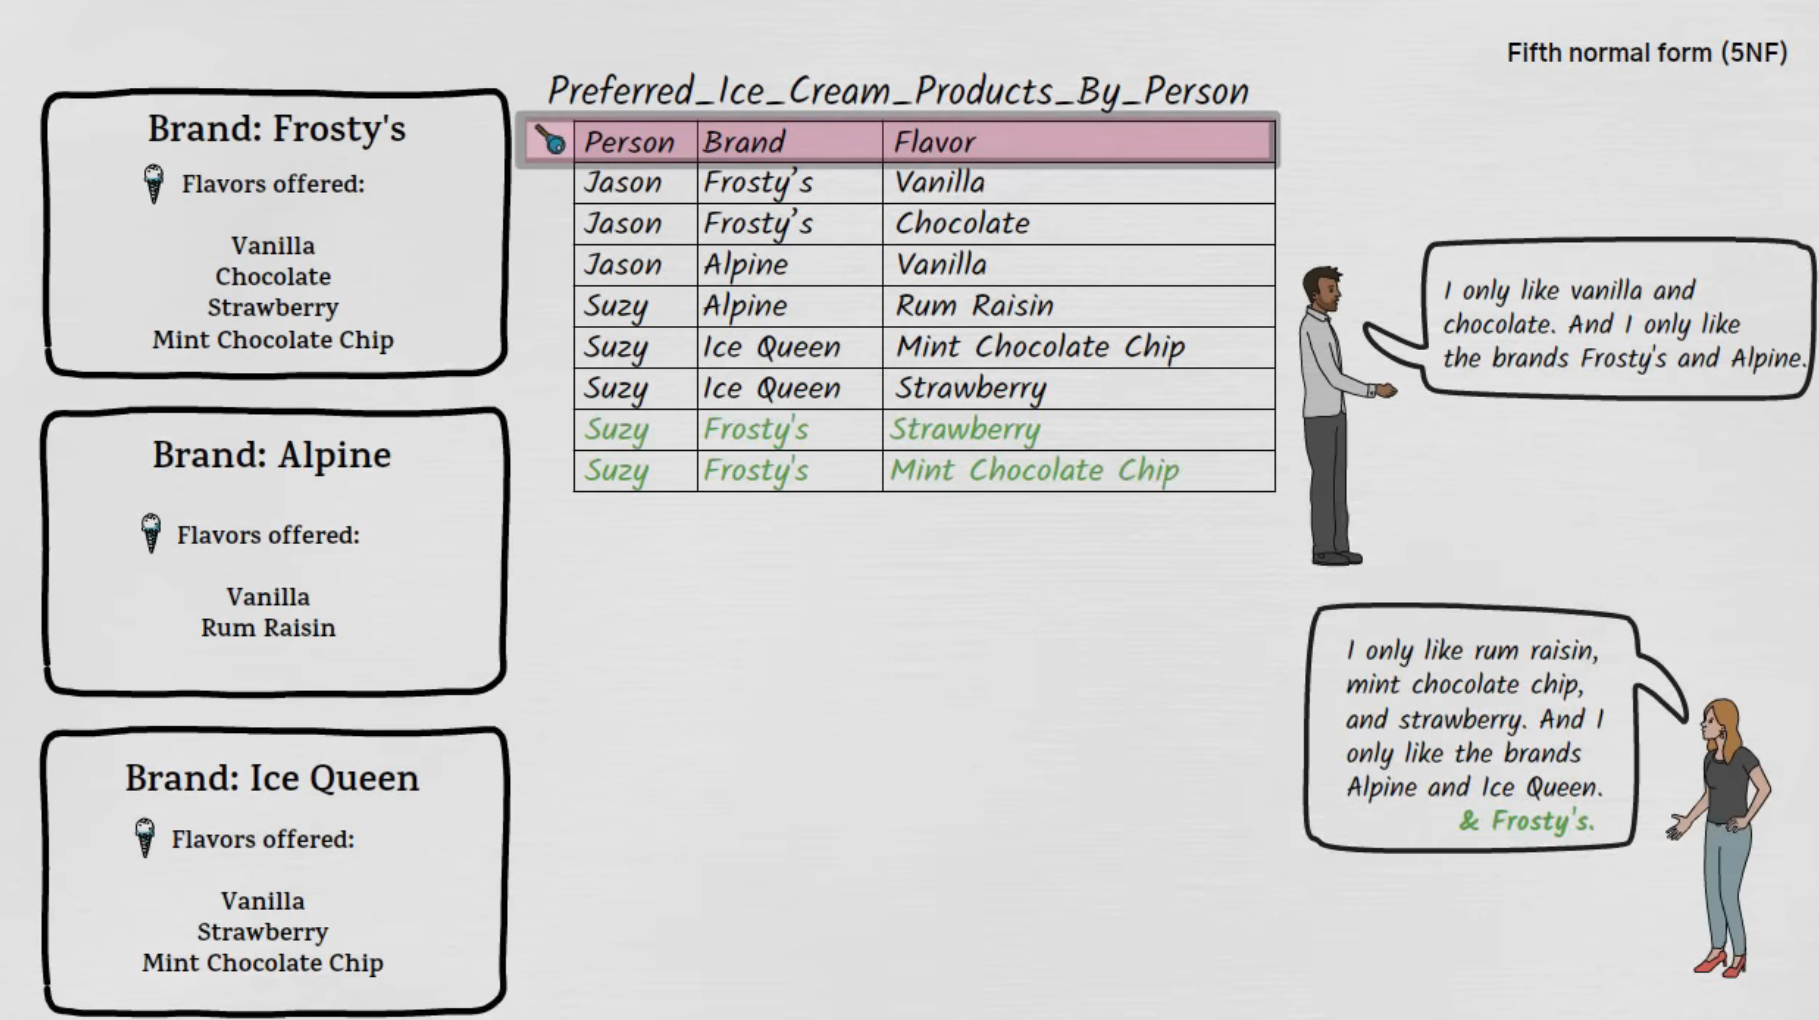 Fifth normal form (5NF)
Brand: Frosty's
Flavors offered:
Vanilla
Chocolate
Strawberry
Mint Chocolate Chip
Brand: Alpine
Flavors offered:
Vanilla
Rum Raisin
Brand: Ice Queen
Flavors offered:
Vanilla
Strawberry
Mint Chocolate Chip
Preferred_Ice_Cream_Products_By_Person
Person Brand Flavor
Jason Frosty’s Vanilla
Jason Frosty’s Chocolate
Jason Alpine Vanilla
Suzy Alpine Rum Raisin
Suzy Ice Queen Mint Chocolate Chip
Suzy Ice Queen Strawberry
Suzy Frosty's Strawberry
Suzy Frosty's Mint Chocolate Chip
I only like vanilla and
chocolate. And I only like
the brands Frosty's and Alpine.
I only like rum raisin,
mint chocolate chip,
and strawberry. And I
only like the brands
Alpine and Ice Queen.
& Frosty's.